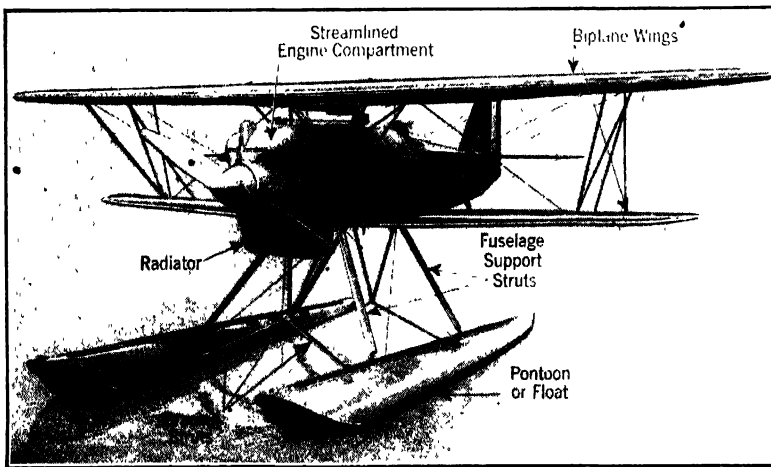 Streamlined
Engine Compartment
Biplane Wings
Radiator
Fuselage
Support
Struts
Pontoon
or Float